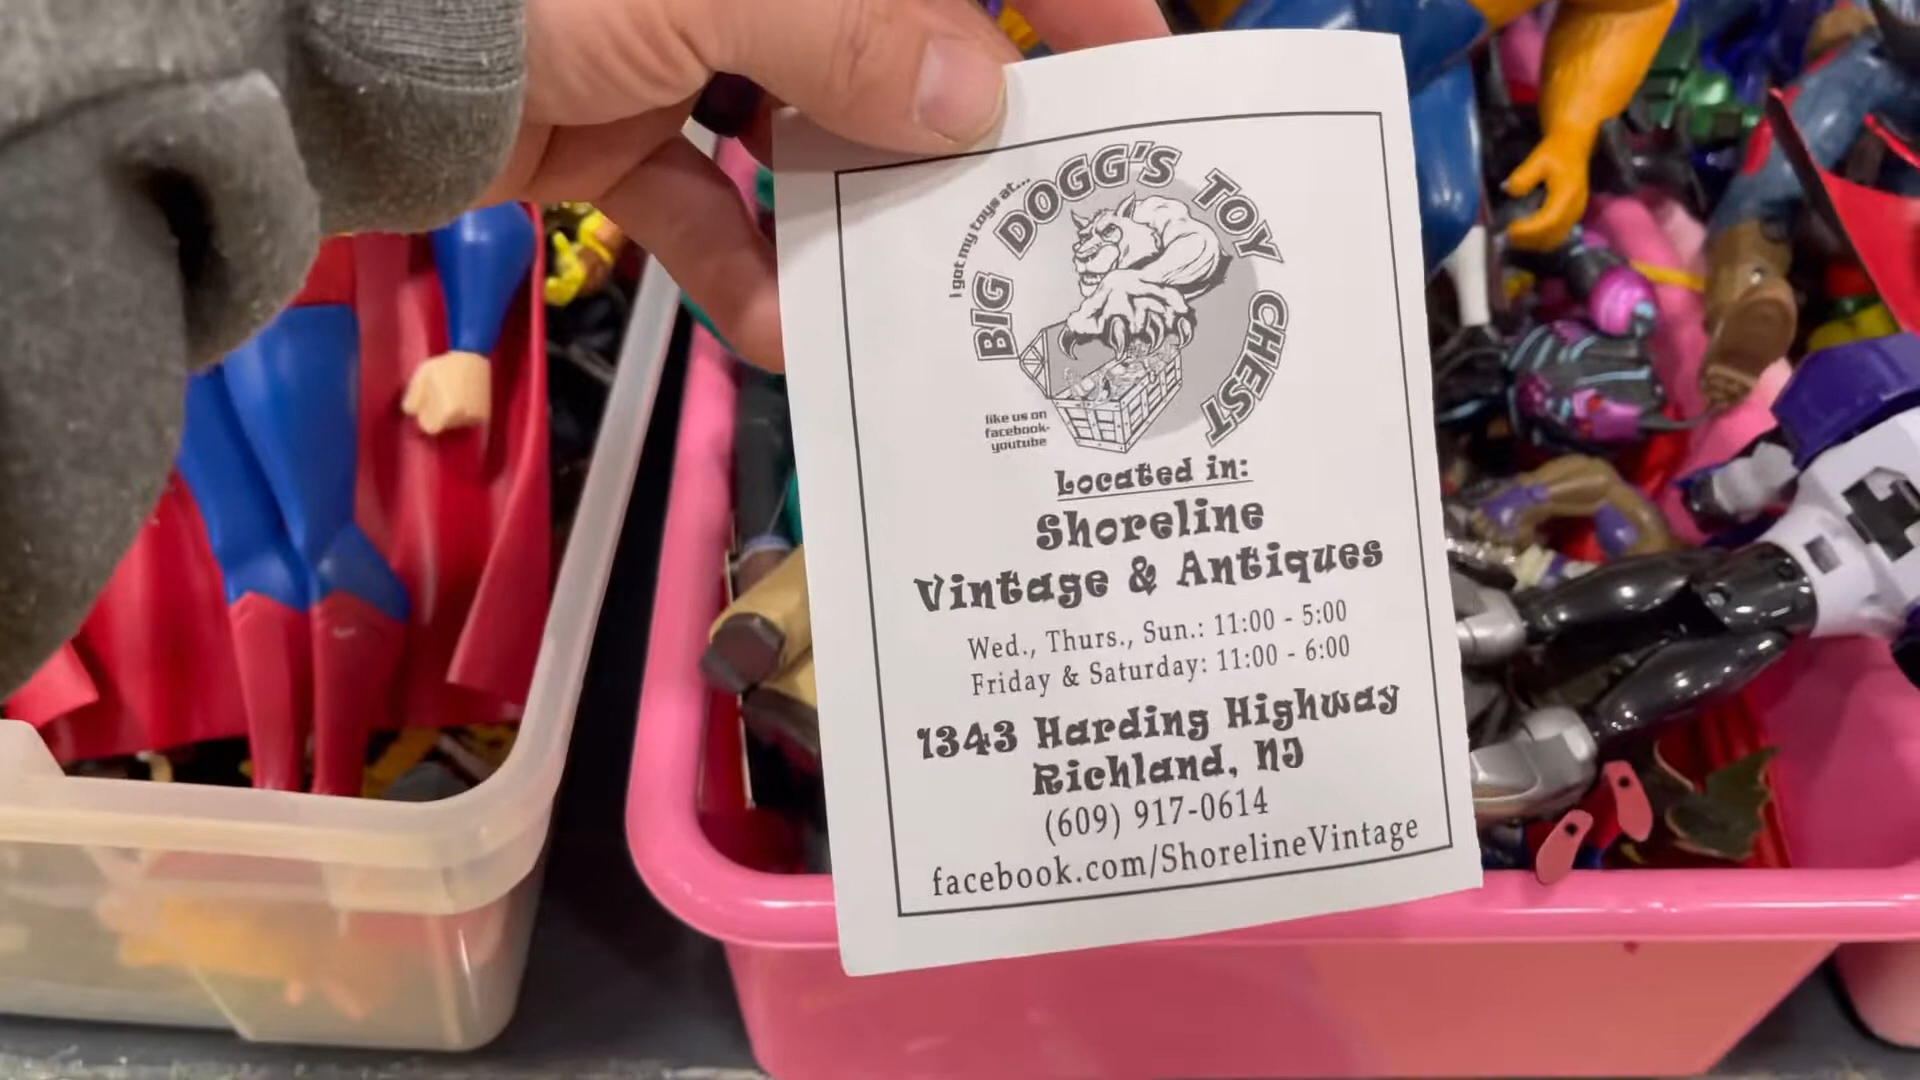 I got my toys at...
BIG DOGG'S TOY CHEST
like us on
facebook-
youtube
Located in:
Shoreline
Vintage & Antiques
Wed., Thurs., Sun.: 11:00 - 5:00
Friday & Saturday: 11:00 - 6:00
1343 Harding Highway
Richland, NJ
(609) 917-0614
facebook.com/ShorelineVintage